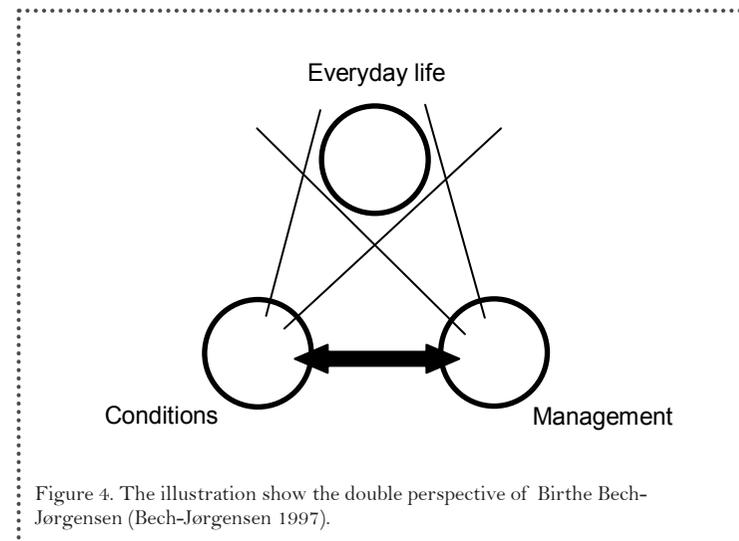 Everyday life
Conditions
Management
Figure 4. The illustration show the double perspective of Birthe Bech-
Jørgensen (Bech-Jørgensen 1997).